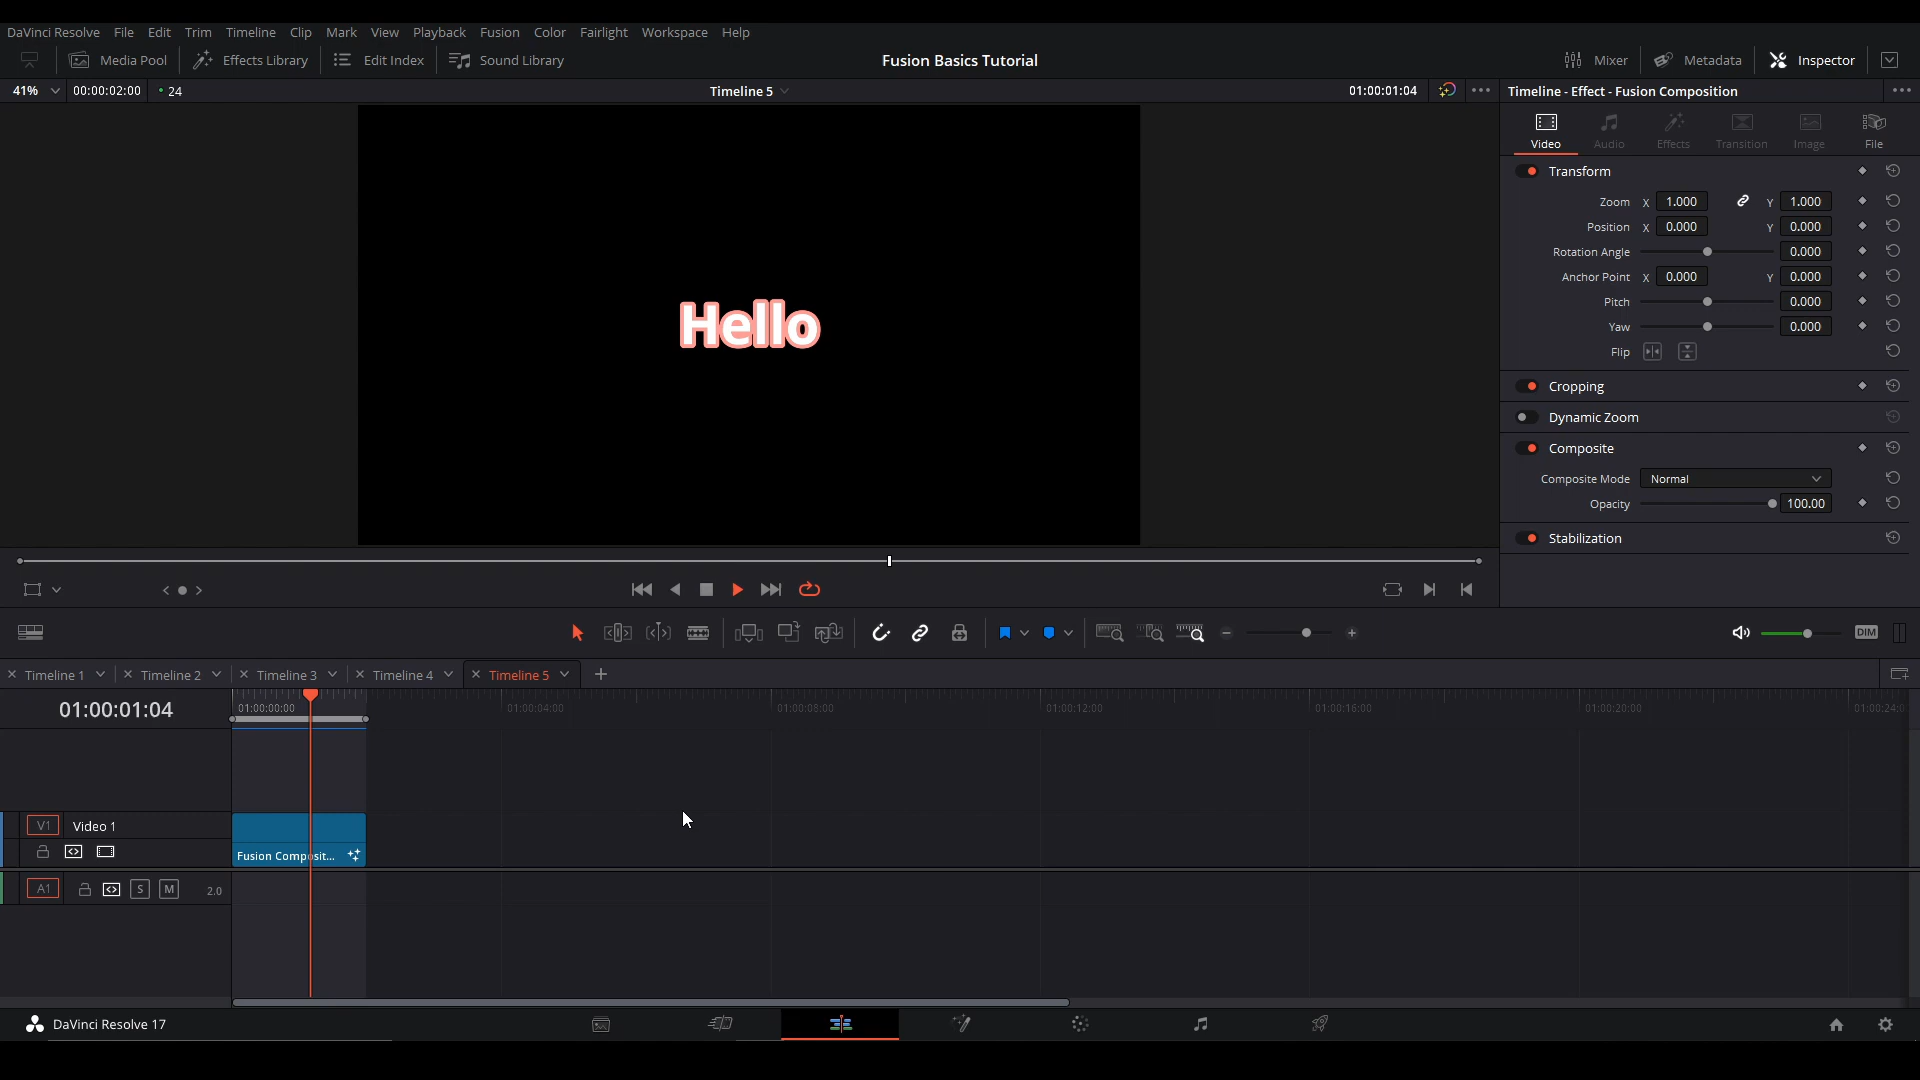 DaVinci Resolve File Edit Trim Timeline Clip Mark View Playback Fusion Color Fairlight Workspace Help
Media Pool Effects Library Edit Index Sound Library Fusion Basics Tutorial Mixer Metadata Inspector
41% 00:00:02:00 24 Timeline 5 01:00:01:04 Timeline - Effect - Fusion Composition
Video Audio Effects Transition Image File
Transform
Zoom X 1.000 Y 1.000
Position X 0.000 Y 0.000
Rotation Angle 0.000
Anchor Point X 0.000 Y 0.000
Pitch 0.000
Yaw 0.000
Flip
Hello
Cropping
Dynamic Zoom
Composite
Composite Mode Normal
Opacity 100.00
Stabilization
DIM
Timeline 1 Timeline 2 Timeline 3 Timeline 4 Timeline 5
01:00:01:04 01:00:00:00 01:00:04:00 01:00:08:00 01:00:12:00 01:00:16:00 01:00:20:00
V1 Video 1
Fusion Composit...
A1 S M 2.0
DaVinci Resolve 17